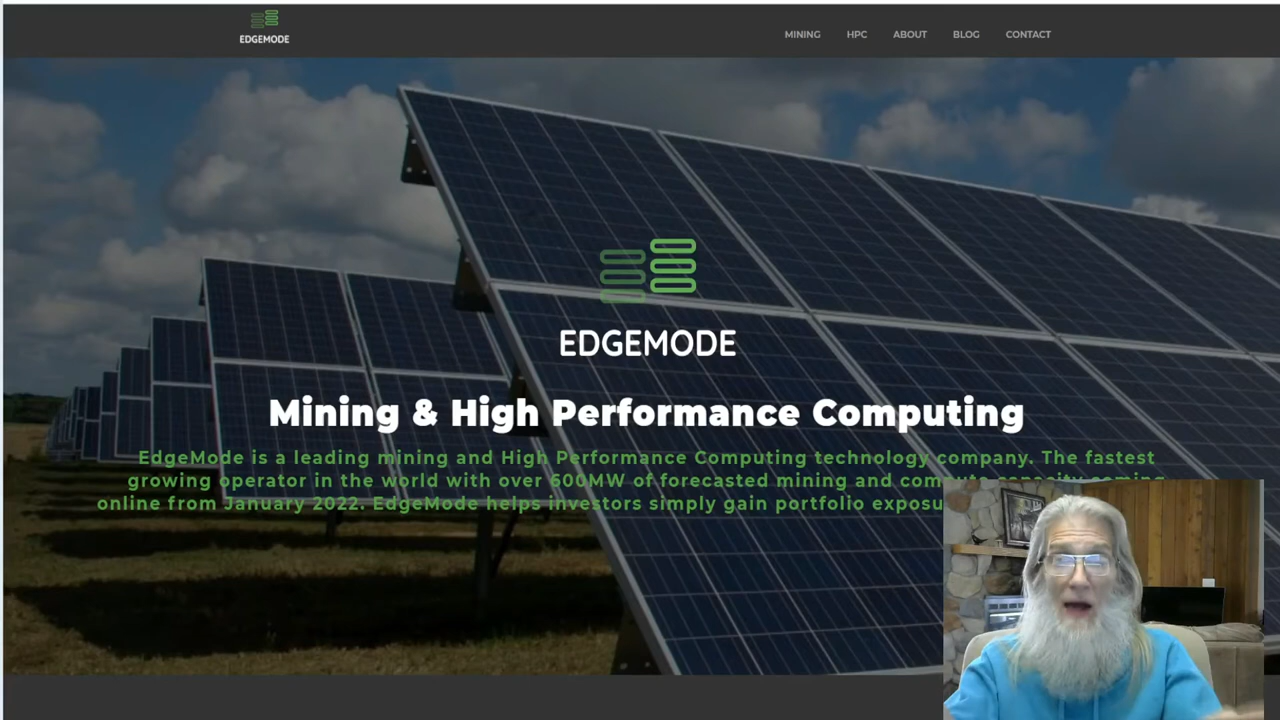 EDGEMODE
MINING HPC ABOUT BLOG CONTACT
EDGEMODE
Mining & High Performance Computing
EdgeMode is a leading mining and High Performance Computing technology company. The fastest
growing operator in the world with over 600MW of forecasted mining and compute capacity coming
online from January 2022. EdgeMode helps investors simply gain portfolio